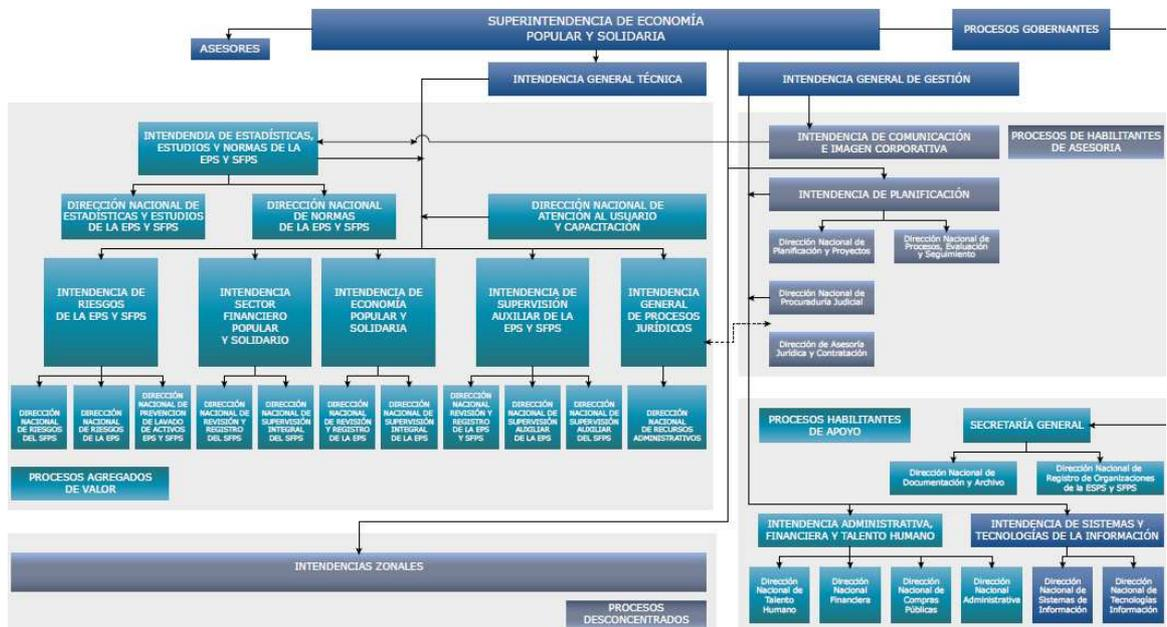 SUPERINTENDENCIA DE ECONOMÍA
POPULAR Y SOLIDARIA
PROCESOS GOBERNANTES
ASESORES
INTENDENCIA GENERAL TÉCNICA
INTENDENCIA GENERAL DE GESTIÓN
INTENDENDIA DE ESTADÍSTICAS,
ESTUDIOS Y NORMAS DE LA
EPS Y SFPS
DIRECCIÓN NACIONAL DE
ESTADÍSTICAS Y ESTUDIOS
DE LA EPS Y SFPS
DIRECCIÓN NACIONAL
DE NORMAS
DE LA EPS Y SFPS
DIRECCIÓN NACIONAL DE
ATENCIÓN AL USUARIO
Y CAPACITACIÓN
INTENDENCIA DE
RIESGOS
DE LA EPS Y SFPS
INTENDENCIA
SECTOR
FINANCIERO
POPULAR
Y SOLIDARIO
INTENDENCIA DE
ECONOMÍA
POPULAR Y
SOLIDARIA
INTENDENCIA DE
SUPERVISIÓN
AUXILIAR DE LA
EPS Y SFPS
INTENDENCIA
GENERAL
DE PROCESOS
JURÍDICOS
DIRECCIÓN
NACIONAL
DE RIESGOS
DEL SFPS
DIRECCIÓN
NACIONAL
DE RIESGOS
DE LA EPS
DIRECCIÓN
NACIONAL DE
PREVENCION
DE LAVADO
DE ACTIVOS
EPS Y SFPS
DIRECCIÓN
NACIONAL DE
REVISIÓN Y
REGISTRO
DEL SFPS
DIRECCIÓN
NACIONAL DE
SUPERVISIÓN
INTEGRAL
DEL SFPS
DIRECCIÓN
NACIONAL
DE REVISIÓN
Y REGISTRO
DE LA EPS
DIRECCIÓN
NACIONAL DE
SUPERVISIÓN
INTEGRAL
DE LA EPS
DIRECCIÓN
NACIONAL
REVISIÓN Y
REGISTRO
DE LA EPS
Y SFPS
DIRECCIÓN
NACIONAL DE
SUPERVISIÓN
AUXILIAR
DE LA EPS
DIRECCIÓN
NACIONAL DE
SUPERVISIÓN
AUXILIAR
DEL SFPS
DIRECCIÓN
NACIONAL
DE RECURSOS
ADMINISTRATIVOS
PROCESOS AGREGADOS
DE VALOR
INTENDENCIAS ZONALES
PROCESOS
DESCONCENTRADOS
INTENDENCIA DE COMUNICACIÓN
E IMAGEN CORPORATIVA
PROCESOS DE HABILITANTES
DE ASESORIA
INTENDENCIA DE PLANIFICACIÓN
Dirección Nacional de
Planificación y Proyectos
Dirección Nacional de
Procesos, Evaluación
y Seguimiento
Dirección Nacional de
Procuraduría Judicial
Dirección de Asesoría
Jurídica y Contratación
PROCESOS HABILITANTES
DE APOYO
SECRETARÍA GENERAL
Dirección Nacional de
Documentación y Archivo
Dirección Nacional de
Registro de Organizaciones
de la ESPS y SFPS
INTENDENCIA ADMINISTRATIVA,
FINANCIERA Y TALENTO HUMANO
INTENDENCIA DE SISTEMAS Y
TECNOLOGÍAS DE LA INFORMACIÓN
Dirección
Nacional de
Talento
Humano
Dirección
Nacional
Financiera
Dirección
Nacional de
Compras
Públicas
Dirección
Nacional
Administrativa
Dirección
Nacional de
Sistemas de
Información
Dirección
Nacional de
Tecnologías
Información